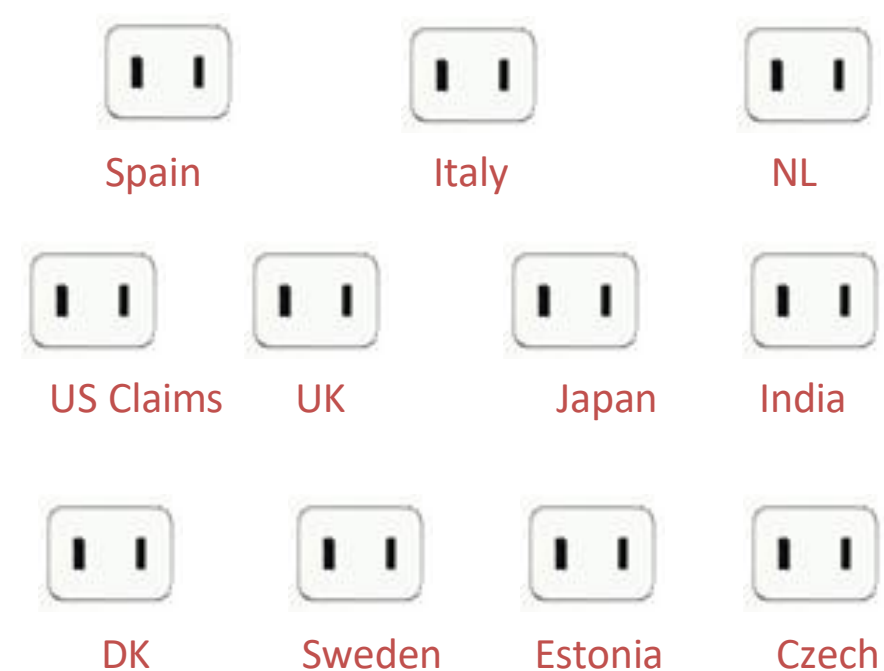 Spain Italy NL
US Claims UK Japan India
DK Sweden Estonia Czech